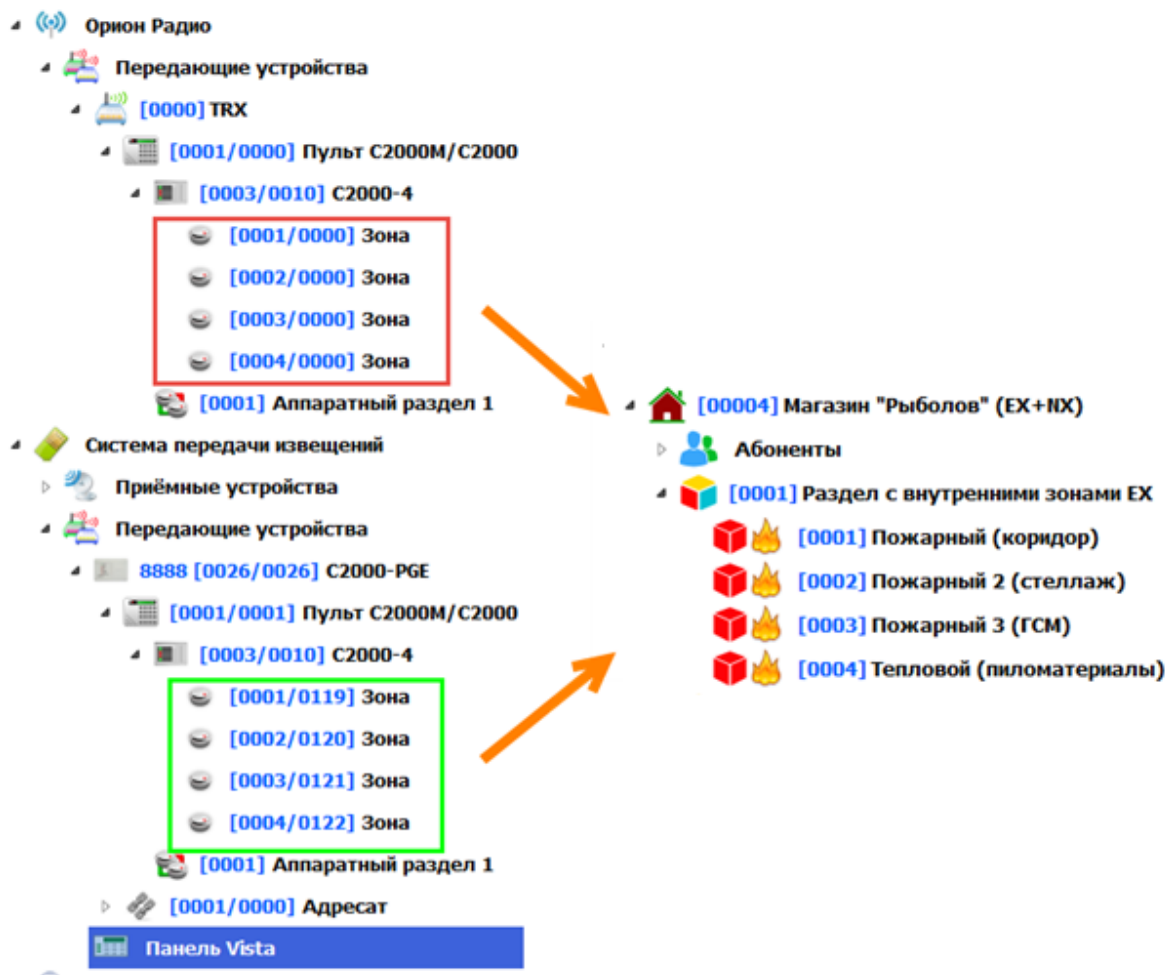 Орион Радио
Передающие устройства
[0000] TRX
[0001/0000] Пульт С2000М/С2000
[0003/0010] С2000-4
[0001/0000] Зона
[0002/0000] Зона
[0003/0000] Зона
[0004/0000] Зона
[0001] Аппаратный раздел 1
Система передачи извещений
Приёмные устройства
Передающие устройства
8888 [0026/0026] С2000-PGE
[0001/0001] Пульт С2000М/С2000
[0003/0010] С2000-4
[0001/0119] Зона
[0002/0120] Зона
[0003/0121] Зона
[0004/0122] Зона
[0001] Аппаратный раздел 1
[0001/0000] Адресат
Панель Vista
[00004] Магазин "Рыболов" (EX+NX)
Абоненты
[0001] Раздел с внутренними зонами EX
[0001] Пожарный (коридор)
[0002] Пожарный 2 (стеллаж)
[0003] Пожарный 3 (ГСМ)
[0004] Тепловой (пиломатериалы)